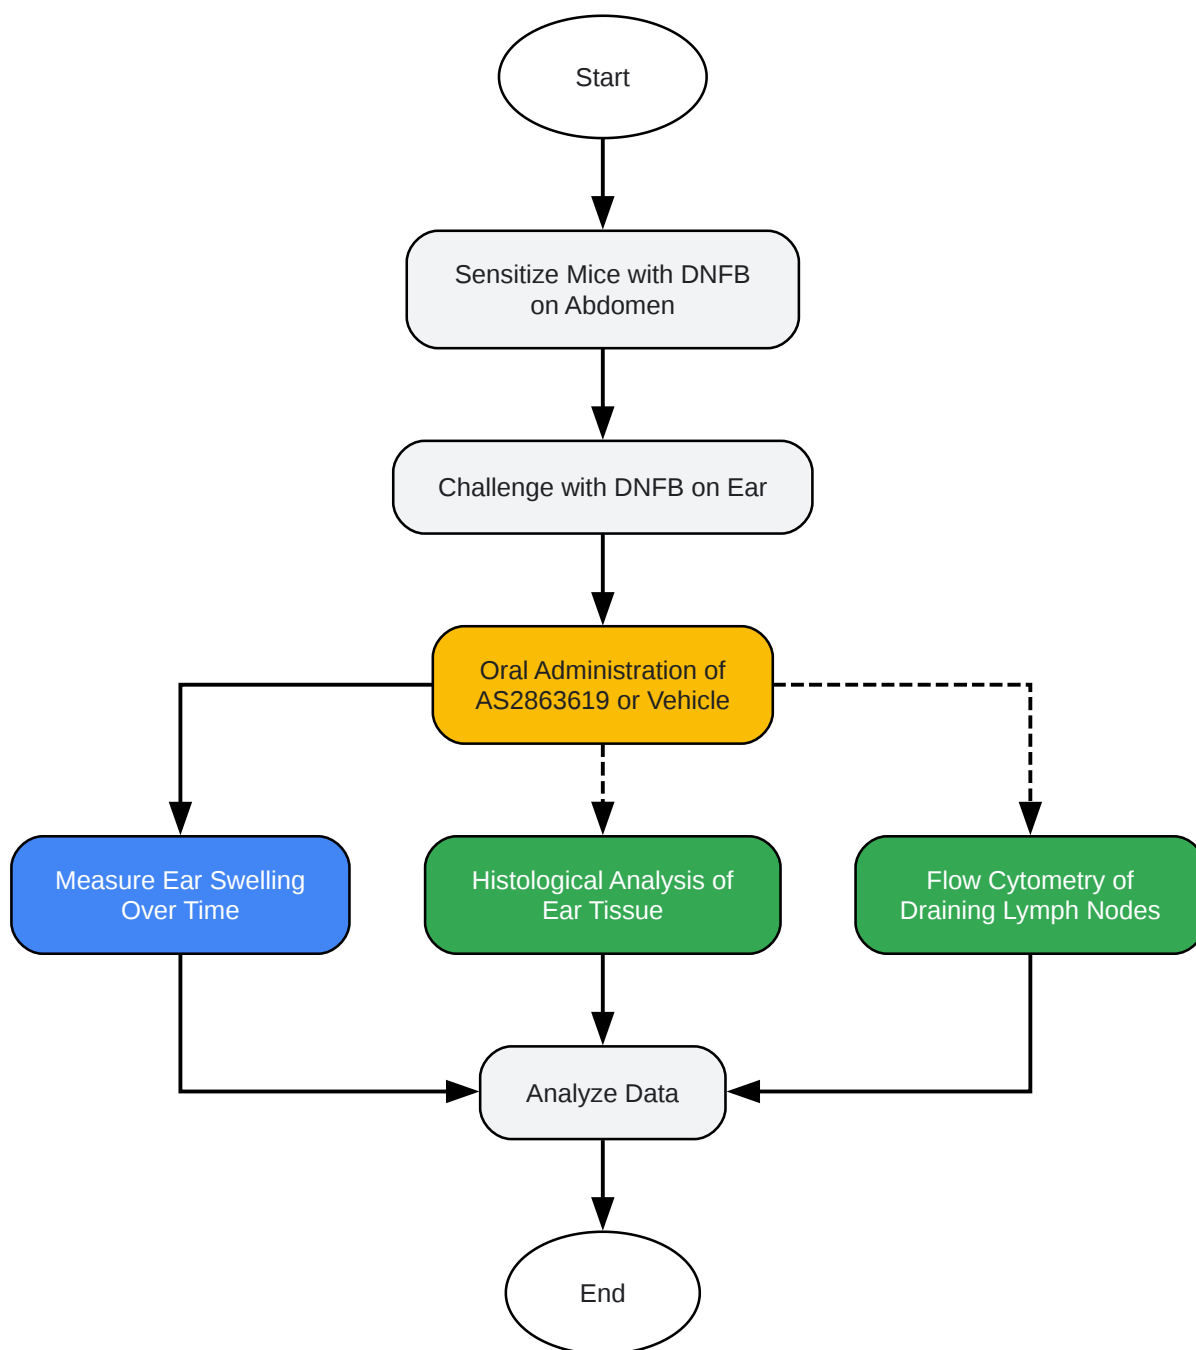 Start
Sensitize Mice with DNFB
on Abdomen
Challenge with DNFB on Ear
Oral Administration of
AS2863619 or Vehicle
Measure Ear Swelling
Over Time
Histological Analysis of
Ear Tissue
Flow Cytometry of
Draining Lymph Nodes
Analyze Data
End